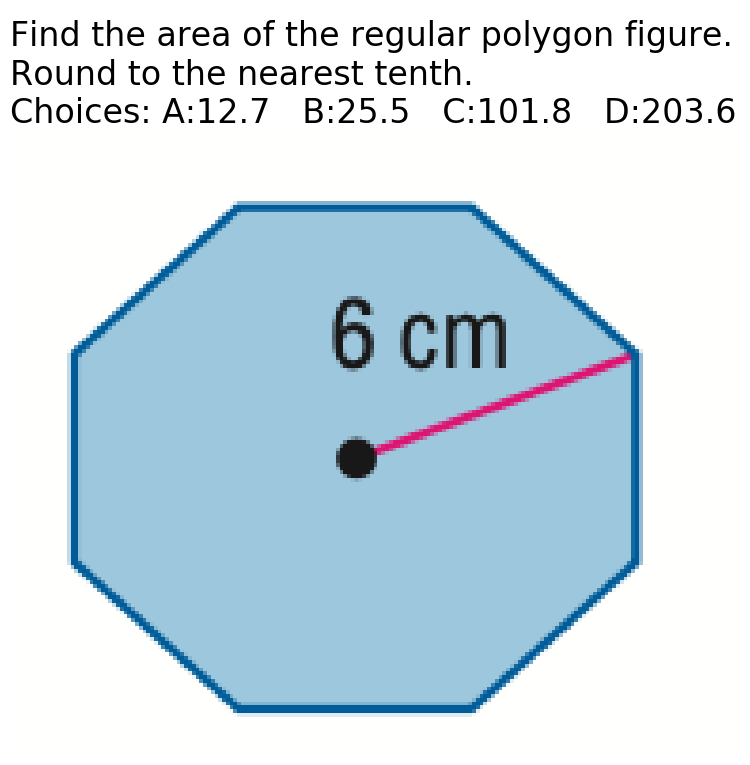 Find the area of the regular polygon figure.
Round to the nearest tenth.
Choices: A:12.7   B:25.5   C:101.8   D:203.6
6 cm